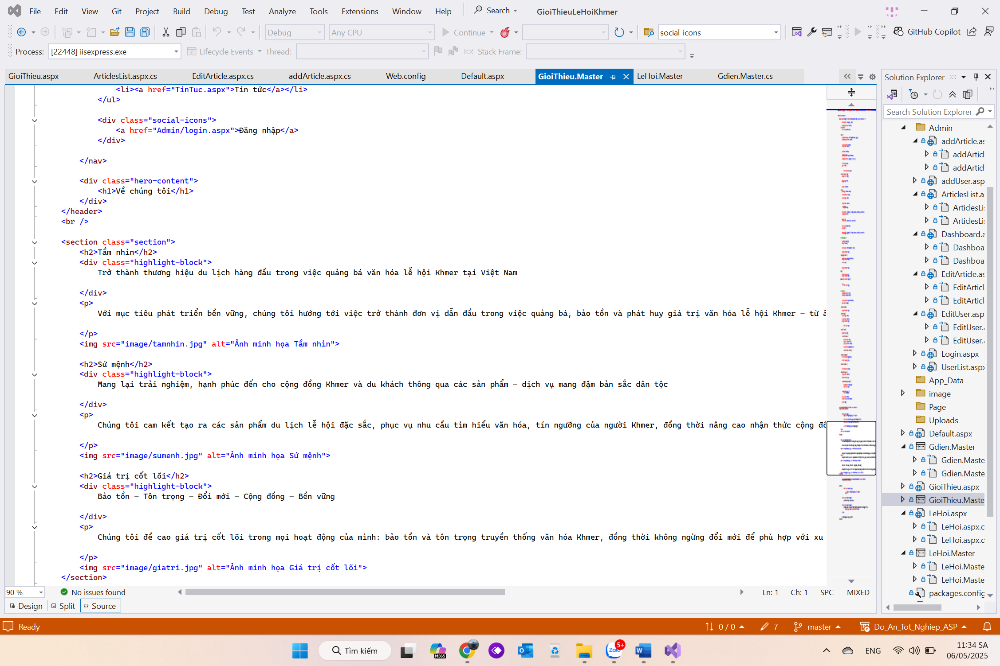 File Edit View Git Project Build Debug Test Analyze Tools Extensions Window Help Search GioiThieuLeHoiKhmer
Debug Any CPU Continue social-icons GitHub Copilot
Process: [22448] iisexpress.exe Lifecycle Events Thread: Stack Frame:
GioiThieu.aspx ArticlesList.aspx.cs EditArticle.aspx.cs addArticle.aspx.cs Web.config Default.aspx GioiThieu.Master LeHoi.Master Gdien.Master.cs
<li><a href="TinTuc.aspx">Tin tức</a></li>
</ul>
<div class="social-icons">
<a href="Admin/login.aspx">Đăng nhập</a>
</div>
</nav>
<div class="hero-content">
<h1>Về chúng tôi</h1>
</div>
</header>
<br />
<section class="section">
<h2>Tầm nhìn</h2>
<div class="highlight-block">
Trở thành thương hiệu du lịch hàng đầu trong việc quảng bá văn hóa lễ hội Khmer tại Việt Nam
</div>
<p>
Với mục tiêu phát triển bền vững, chúng tôi hướng tới việc trở thành đơn vị dẫn đầu trong việc quảng bá, bảo tồn và phát huy giá trị văn hóa lễ hội Khmer – từ
</p>
<img src="image/tamnhin.jpg" alt="Ảnh minh họa Tầm nhìn">
<h2>Sứ mệnh</h2>
<div class="highlight-block">
Mang lại trải nghiệm, hạnh phúc đến cho cộng đồng Khmer và du khách thông qua các sản phẩm – dịch vụ mang đậm bản sắc dân tộc
</div>
<p>
Chúng tôi cam kết tạo ra các sản phẩm du lịch lễ hội đặc sắc, phục vụ nhu cầu tìm hiểu văn hóa, tín ngưỡng của người Khmer, đồng thời nâng cao nhận thức cộng
</p>
<img src="image/sumenh.jpg" alt="Ảnh minh họa Sứ mệnh">
<h2>Giá trị cốt lõi</h2>
<div class="highlight-block">
Bảo tồn – Tôn trọng – Đổi mới – Cộng đồng – Bền vững
</div>
<p>
Chúng tôi đề cao giá trị cốt lõi trong mọi hoạt động của mình: bảo tồn và tôn trọng truyền thống văn hóa Khmer, đồng thời không ngừng đổi mới để phù hợp với xu
</p>
<img src="image/giatri.jpg" alt="Ảnh minh họa Giá trị cốt lõi">
</section>
90 % No issues found Ln: 1 Ch: 1 SPC MIXED
Design Split Source
Solution Explorer
Search Solution Explorer
Admin
addArticle.as
addArticl
addArticl
addUser.asp
ArticlesList.a
ArticlesLi
ArticlesLi
Dashboard.a
Dashboa
Dashboa
EditArticle.as
EditArticl
EditArticl
EditUser.asp
EditUser.
EditUser.
Login.aspx
UserList.aspx
App_Data
image
Page
Uploads
Default.aspx
Gdien.Master
Gdien.Maste
Gdien.Maste
GioiThieu.aspx
GioiThieu.Maste
LeHoi.aspx
LeHoi.aspx.c
LeHoi.aspx.d
LeHoi.Master
LeHoi.Maste
LeHoi.Maste
packages.config
Ready 0 / 0 7 master Do_An_Tot_Nghiep_ASP
Tìm kiếm M365 Zalo 5+ ENG 11:34 SA
06/05/2025